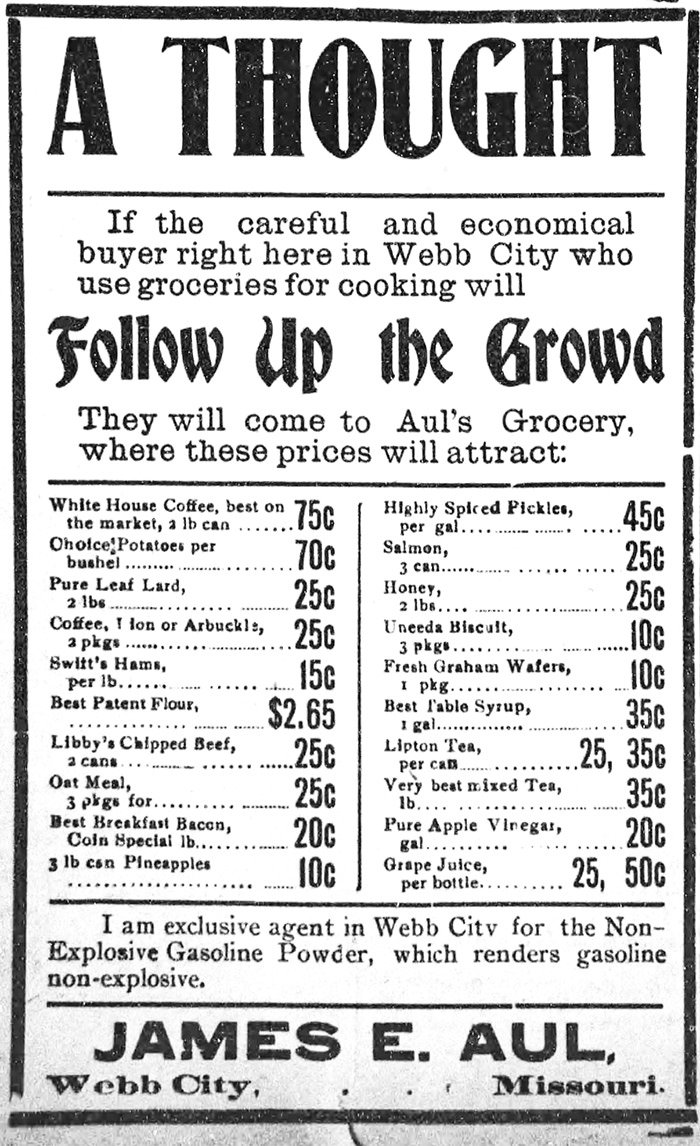 A THOUGHT
If the careful and economical
buyer right here in Webb City who
use groceries for cooking will
Follow Up the Crowd
They will come to Aul's Grocery,
where these prices will attract:
White House Coffee, best on
the market, 2 lb can ....... 75c
Choice Potatoes per
bushel ........ 70c
Pure Leaf Lard,
2 lbs ........ 25c
Coffee, Lion or Arbuckle,
2 pkgs ........ 25c
Swift's Hams,
per lb........ 15c
Best Patent Flour,
........ $2.65
Libby's Chipped Beef,
2 cans ........ 25c
Oat Meal,
3 pkgs for........ 25c
Best Breakfast Bacon,
Coin Special lb........ 20c
3 lb can Pineapples
........ 10c
Highly Spiced Pickles,
per gal........ 45c
Salmon,
3 can........ 25c
Honey,
2 lbs........ 25c
Uneeda Biscuit,
3 pkgs........ 10c
Fresh Graham Wafers,
1 pkg........ 10c
Best Table Syrup,
1 gal........ 35c
Lipton Tea,
per can........ 25, 35c
Very best mixed Tea,
lb........ 35c
Pure Apple Vinegar,
gal........ 20c
Grape Juice,
per bottle.......... 25, 50c
I am exclusive agent in Webb City for the Non-
Explosive Gasoline Powder, which renders gasoline
non-explosive.
JAMES E. AUL,
Webb City, . . . Missouri.